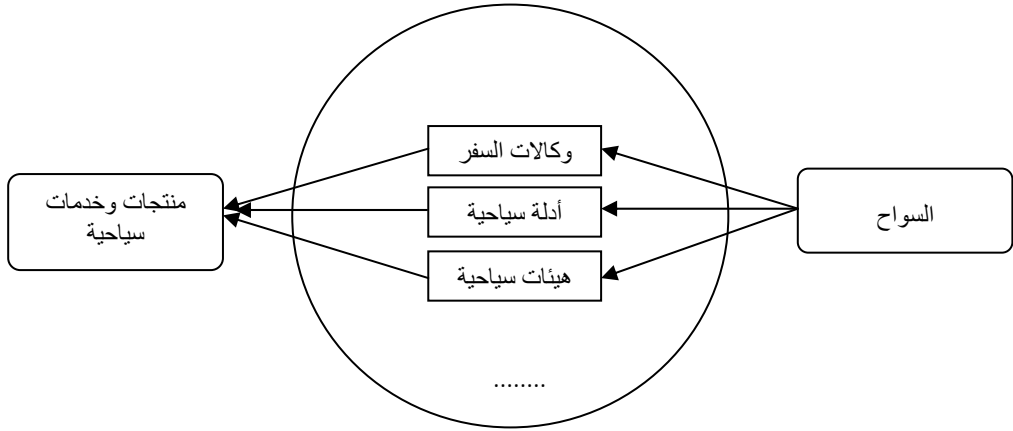 السواح
وكالات السفر
أدلة سياحية
هيئات سياحية
........
منتجات وخدمات
سياحية